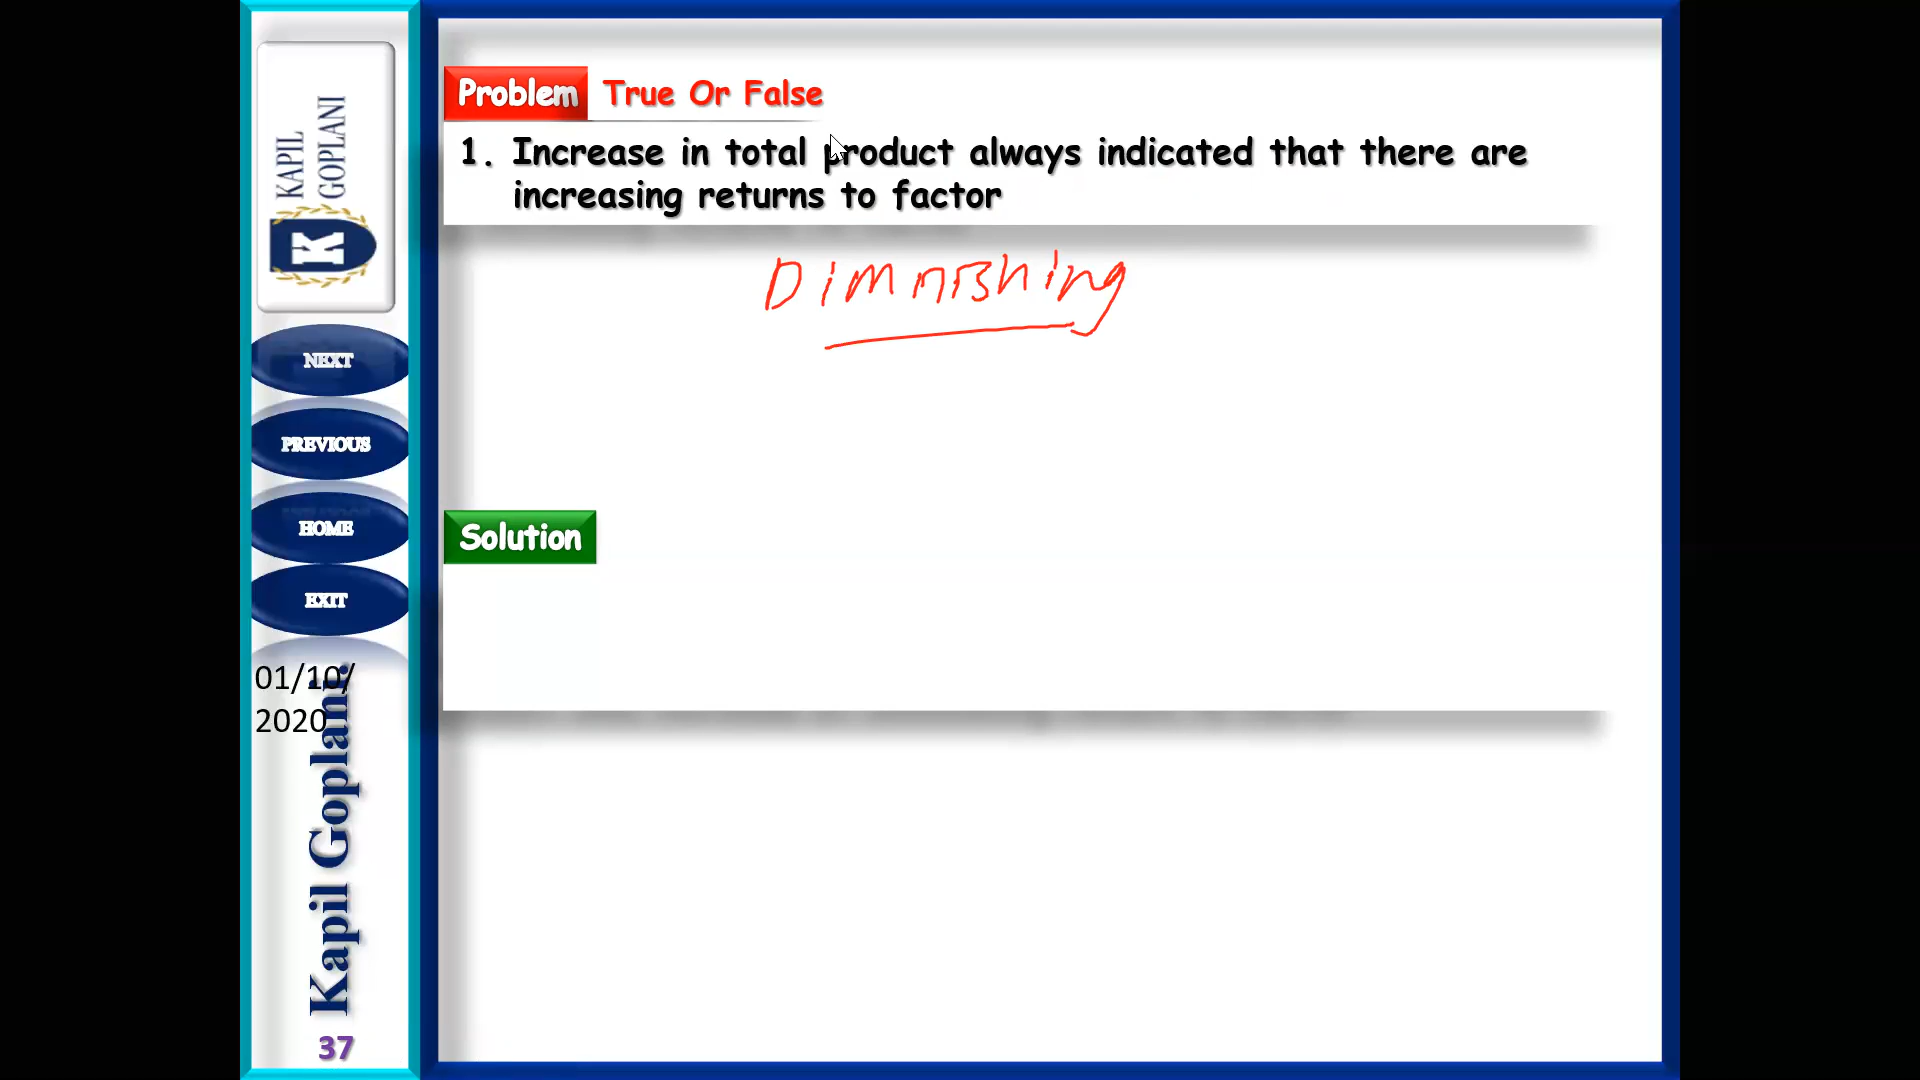 KAPIL
GOPLANI
K
NEXT
PREVIOUS
HOME
EXIT
01/10/
2020
Kapil Goplani.
37
Problem True Or False
1. Increase in total product always indicated that there are
increasing returns to factor
Dimnishing
Solution